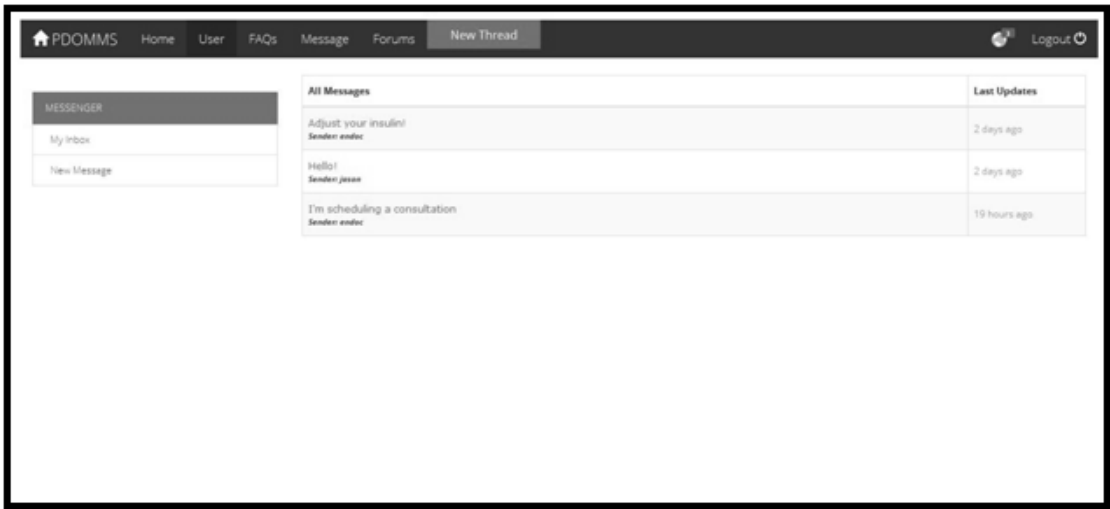 PDOMMS Home User FAQs Message Forums New Thread Logout
MESSENGER
My Inbox
New Message
All Messages Last Updates
Adjust your insulin! 2 days ago
Sender: endoc
Hello! 2 days ago
Sender: jason
I'm scheduling a consultation 19 hours ago
Sender: endoc